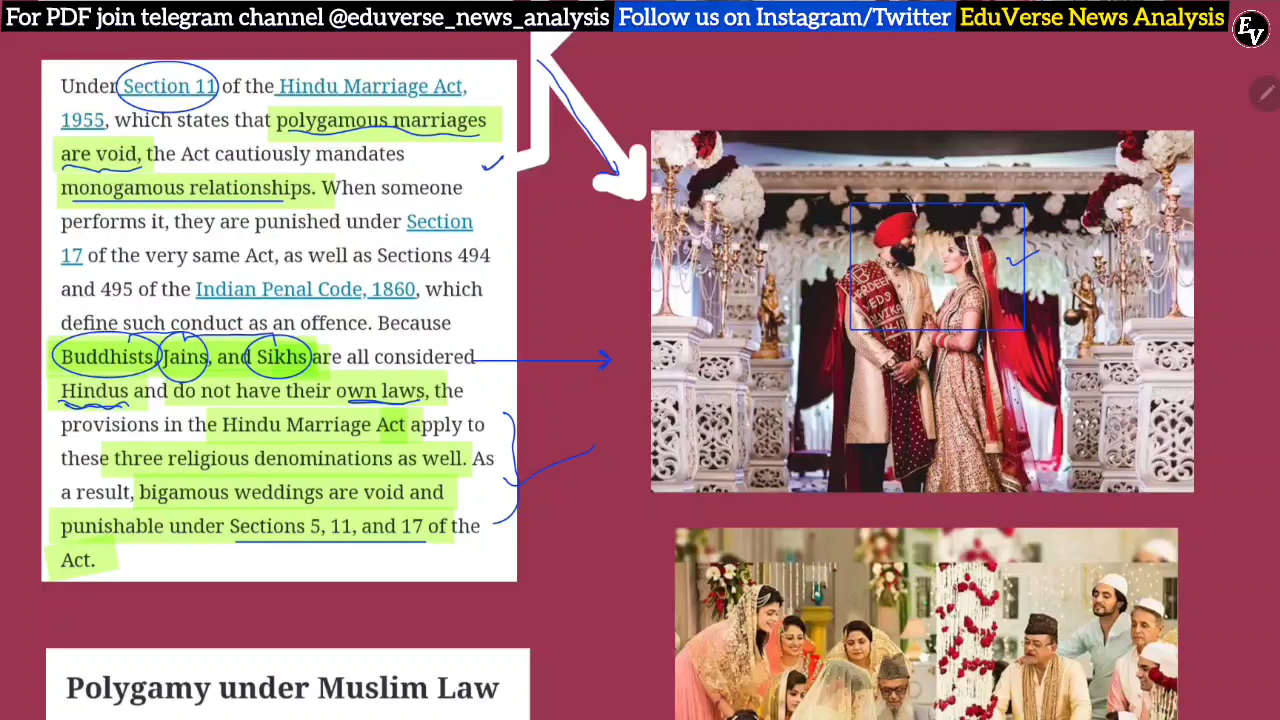 For PDF join telegram channel @eduverse_news_analysis Follow us on Instagram/Twitter EduVerse News Analysis
EV
Under Section 11 of the Hindu Marriage Act,
1955, which states that polygamous marriages
are void, the Act cautiously mandates
monogamous relationships. When someone
performs it, they are punished under Section
17 of the very same Act, as well as Sections 494
and 495 of the Indian Penal Code, 1860, which
define such conduct as an offence. Because
Buddhists, Jains, and Sikhs are all considered
Hindus and do not have their own laws, the
provisions in the Hindu Marriage Act apply to
these three religious denominations as well. As
a result, bigamous weddings are void and
punishable under Sections 5, 11, and 17 of the
Act.
WEDS
Polygamy under Muslim Law